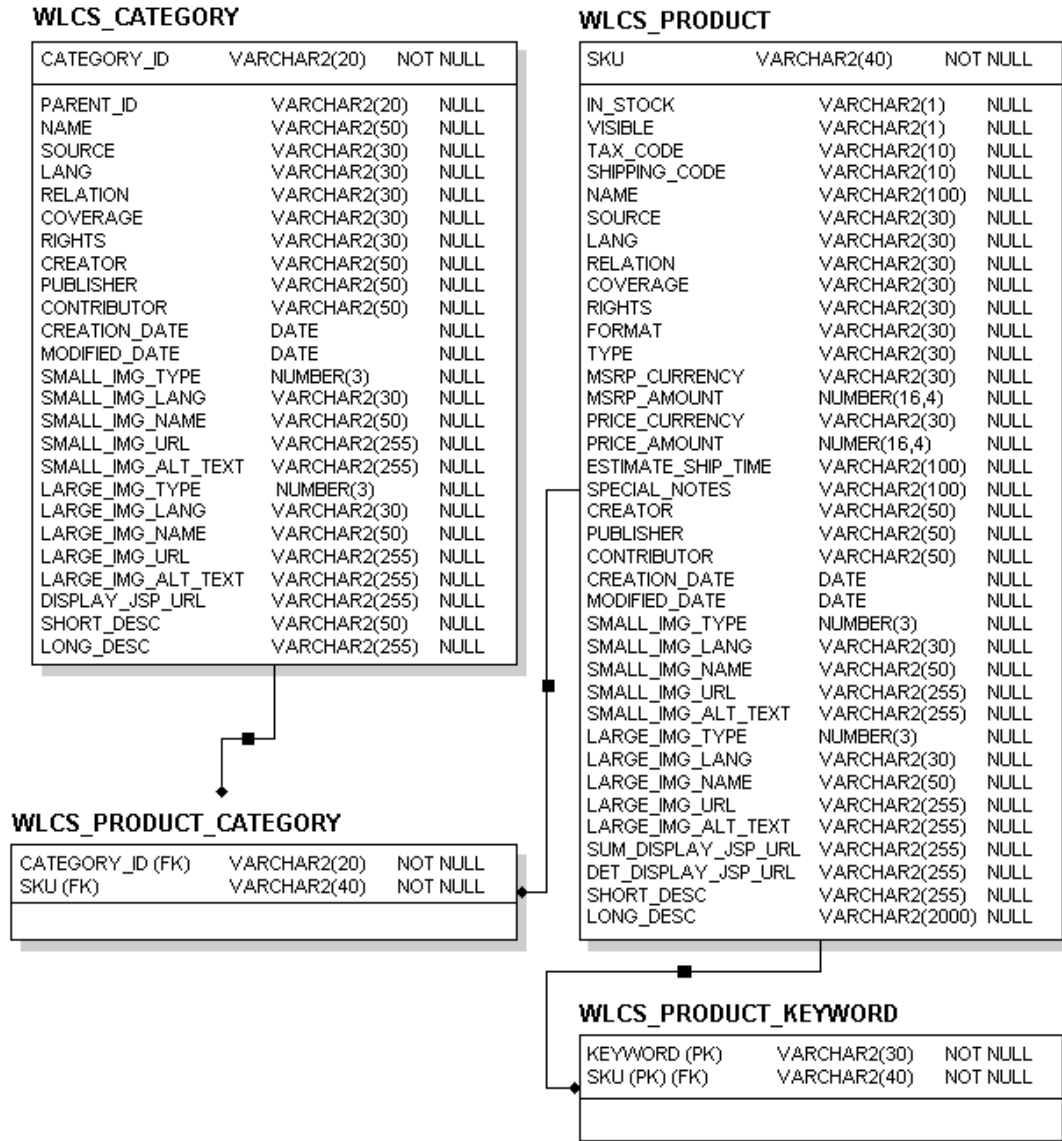 WLCS_CATEGORY
CATEGORY_ID VARCHAR2(20) NOT NULL
PARENT_ID VARCHAR2(20) NULL
NAME VARCHAR2(50) NULL
SOURCE VARCHAR2(30) NULL
LANG VARCHAR2(30) NULL
RELATION VARCHAR2(30) NULL
COVERAGE VARCHAR2(30) NULL
RIGHTS VARCHAR2(30) NULL
CREATOR VARCHAR2(50) NULL
PUBLISHER VARCHAR2(50) NULL
CONTRIBUTOR VARCHAR2(50) NULL
CREATION_DATE DATE NULL
MODIFIED_DATE DATE NULL
SMALL_IMG_TYPE NUMBER(3) NULL
SMALL_IMG_LANG VARCHAR2(30) NULL
SMALL_IMG_NAME VARCHAR2(50) NULL
SMALL_IMG_URL VARCHAR2(255) NULL
SMALL_IMG_ALT_TEXT VARCHAR2(255) NULL
LARGE_IMG_TYPE NUMBER(3) NULL
LARGE_IMG_LANG VARCHAR2(30) NULL
LARGE_IMG_NAME VARCHAR2(50) NULL
LARGE_IMG_URL VARCHAR2(255) NULL
LARGE_IMG_ALT_TEXT VARCHAR2(255) NULL
DISPLAY_JSP_URL VARCHAR2(255) NULL
SHORT_DESC VARCHAR2(50) NULL
LONG_DESC VARCHAR2(255) NULL
WLCS_PRODUCT_CATEGORY
CATEGORY_ID (FK) VARCHAR2(20) NOT NULL
SKU (FK) VARCHAR2(40) NOT NULL
WLCS_PRODUCT
SKU VARCHAR2(40) NOT NULL
IN_STOCK VARCHAR2(1) NULL
VISIBLE VARCHAR2(1) NULL
TAX_CODE VARCHAR2(10) NULL
SHIPPING_CODE VARCHAR2(10) NULL
NAME VARCHAR2(100) NULL
SOURCE VARCHAR2(30) NULL
LANG VARCHAR2(30) NULL
RELATION VARCHAR2(30) NULL
COVERAGE VARCHAR2(30) NULL
RIGHTS VARCHAR2(30) NULL
FORMAT VARCHAR2(30) NULL
TYPE VARCHAR2(30) NULL
MSRP_CURRENCY VARCHAR2(30) NULL
MSRP_AMOUNT NUMBER(16,4) NULL
PRICE_CURRENCY VARCHAR2(30) NULL
PRICE_AMOUNT NUMER(16,4) NULL
ESTIMATE_SHIP_TIME VARCHAR2(100) NULL
SPECIAL_NOTES VARCHAR2(100) NULL
CREATOR VARCHAR2(50) NULL
PUBLISHER VARCHAR2(50) NULL
CONTRIBUTOR VARCHAR2(50) NULL
CREATION_DATE DATE NULL
MODIFIED_DATE DATE NULL
SMALL_IMG_TYPE NUMBER(3) NULL
SMALL_IMG_LANG VARCHAR2(30) NULL
SMALL_IMG_NAME VARCHAR2(50) NULL
SMALL_IMG_URL VARCHAR2(255) NULL
SMALL_IMG_ALT_TEXT VARCHAR2(255) NULL
LARGE_IMG_TYPE NUMBER(3) NULL
LARGE_IMG_LANG VARCHAR2(30) NULL
LARGE_IMG_NAME VARCHAR2(50) NULL
LARGE_IMG_URL VARCHAR2(255) NULL
LARGE_IMG_ALT_TEXT VARCHAR2(255) NULL
SUM_DISPLAY_JSP_URL VARCHAR2(255) NULL
DET_DISPLAY_JSP_URL VARCHAR2(255) NULL
SHORT_DESC VARCHAR2(255) NULL
LONG_DESC VARCHAR2(2000) NULL
WLCS_PRODUCT_KEYWORD
KEYWORD (PK) VARCHAR2(30) NOT NULL
SKU (PK) (FK) VARCHAR2(40) NOT NULL